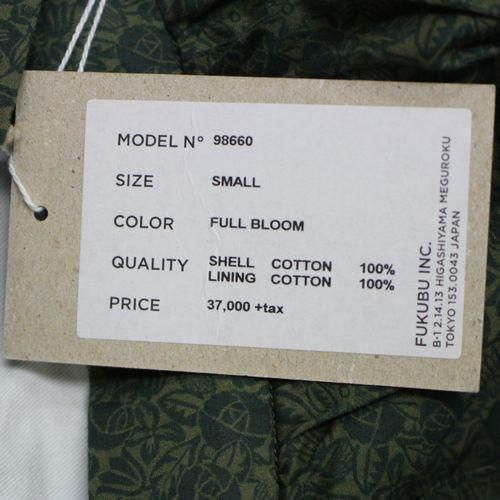 MODEL N° 98660
SIZE SMALL
COLOR FULL BLOOM
QUALITY SHELL COTTON 100%
LINING COTTON 100%
PRICE 37,000 +tax
FUKUBU INC.
B-1 2.14.13 HIGASHIYAMA MEGUROKU
TOKYO 153.0043 JAPAN